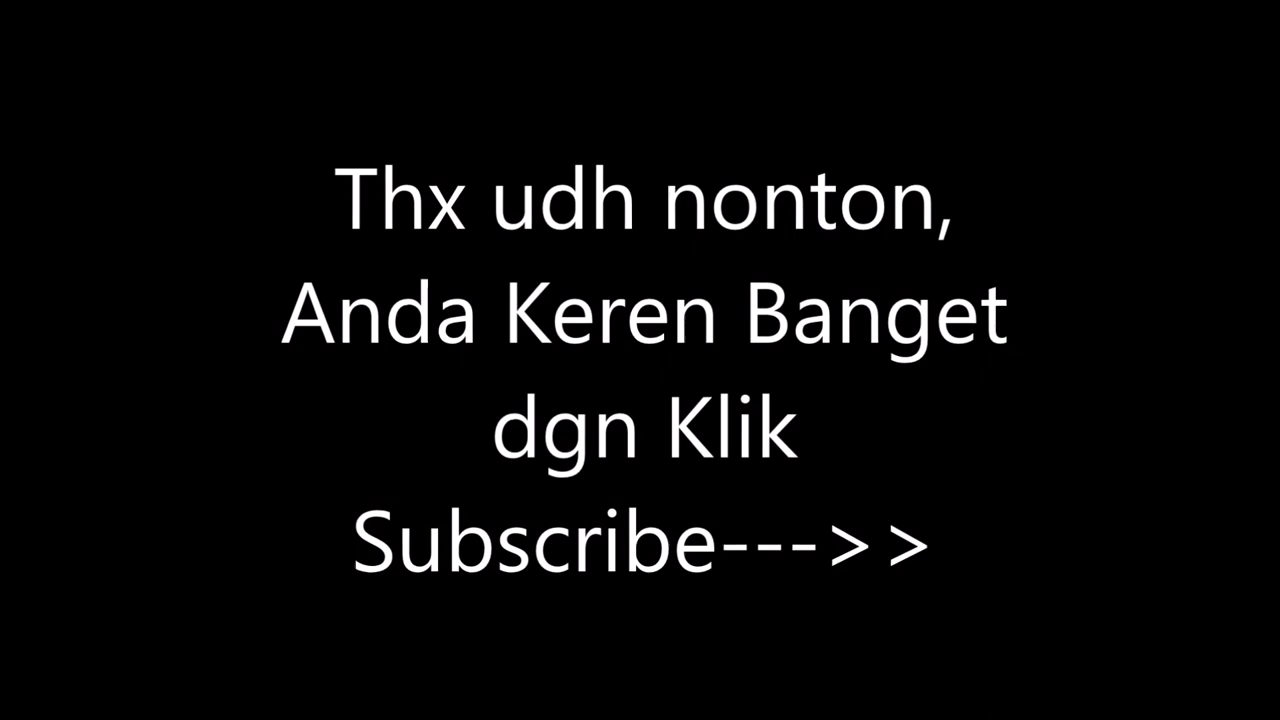 Thx udh nonton,
Anda Keren Banget
dgn Klik
Subscribe--->>